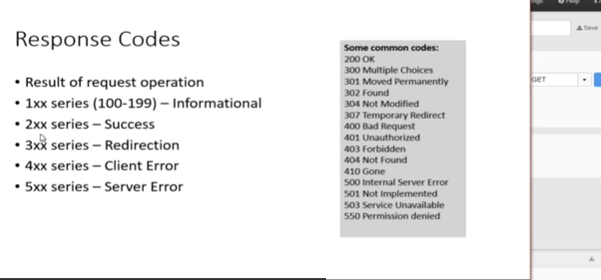 Response Codes
• Result of request operation
• 1xx series (100-199) – Informational
• 2xx series – Success
• 3xx series – Redirection
• 4xx series – Client Error
• 5xx series – Server Error
Some common codes:
200 OK
300 Multiple Choices
301 Moved Permanently
302 Found
304 Not Modified
307 Temporary Redirect
400 Bad Request
401 Unauthorized
403 Forbidden
404 Not Found
410 Gone
500 Internal Server Error
501 Not Implemented
503 Service Unavailable
550 Permission denied
Help
Save
GET